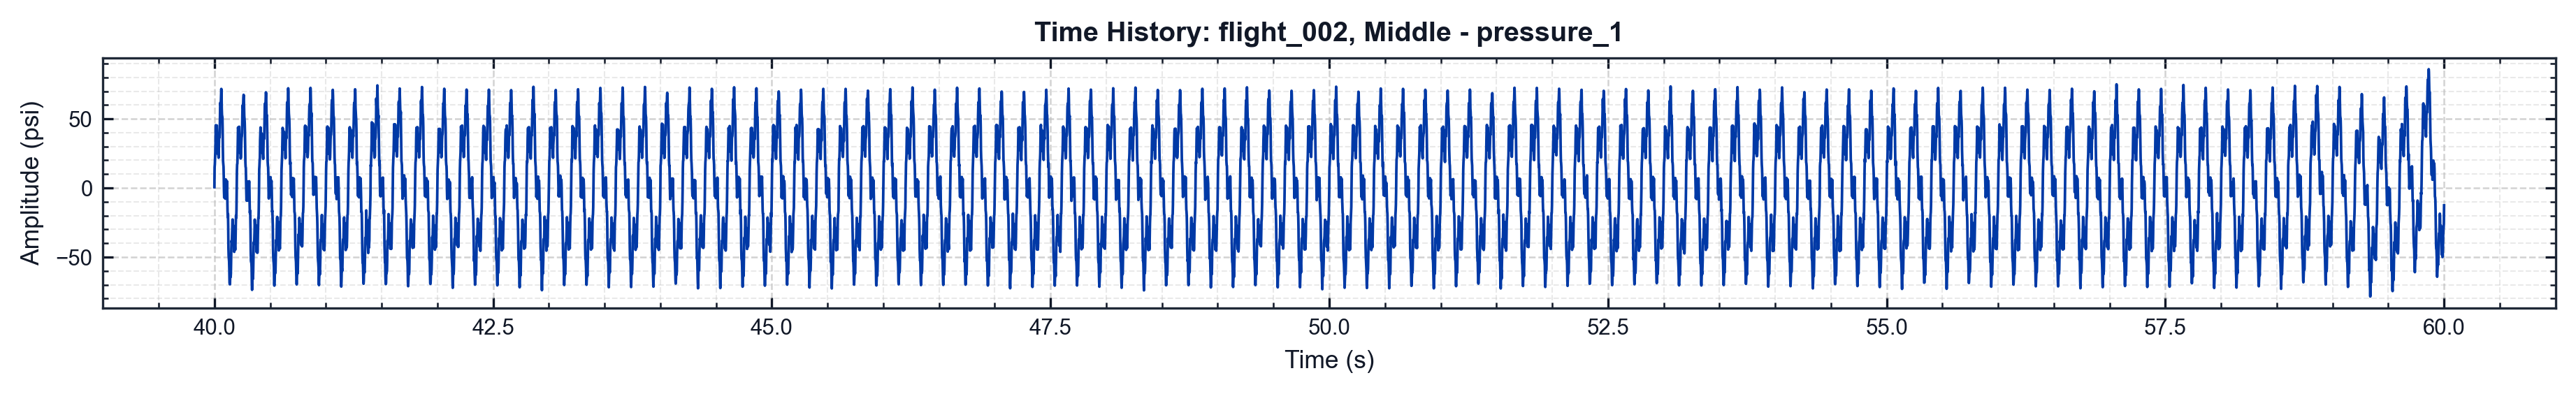 Time History: flight_002, Middle - pressure_1
Amplitude (psi)
50
0
−50
40.0 42.5 45.0 47.5 50.0 52.5 55.0 57.5 60.0
Time (s)